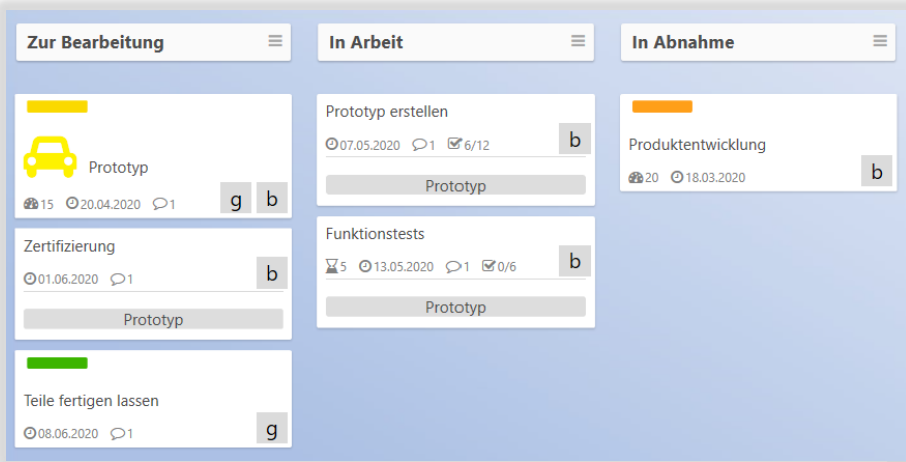 Zur Bearbeitung
Prototyp
15 20.04.2020 1 g b
Zertifizierung
01.06.2020 1 b
Prototyp
Teile fertigen lassen
08.06.2020 1 g
In Arbeit
Prototyp erstellen
07.05.2020 1 6/12 b
Prototyp
Funktionstests
5 13.05.2020 1 0/6 b
Prototyp
In Abnahme
Produktentwicklung
20 18.03.2020 b